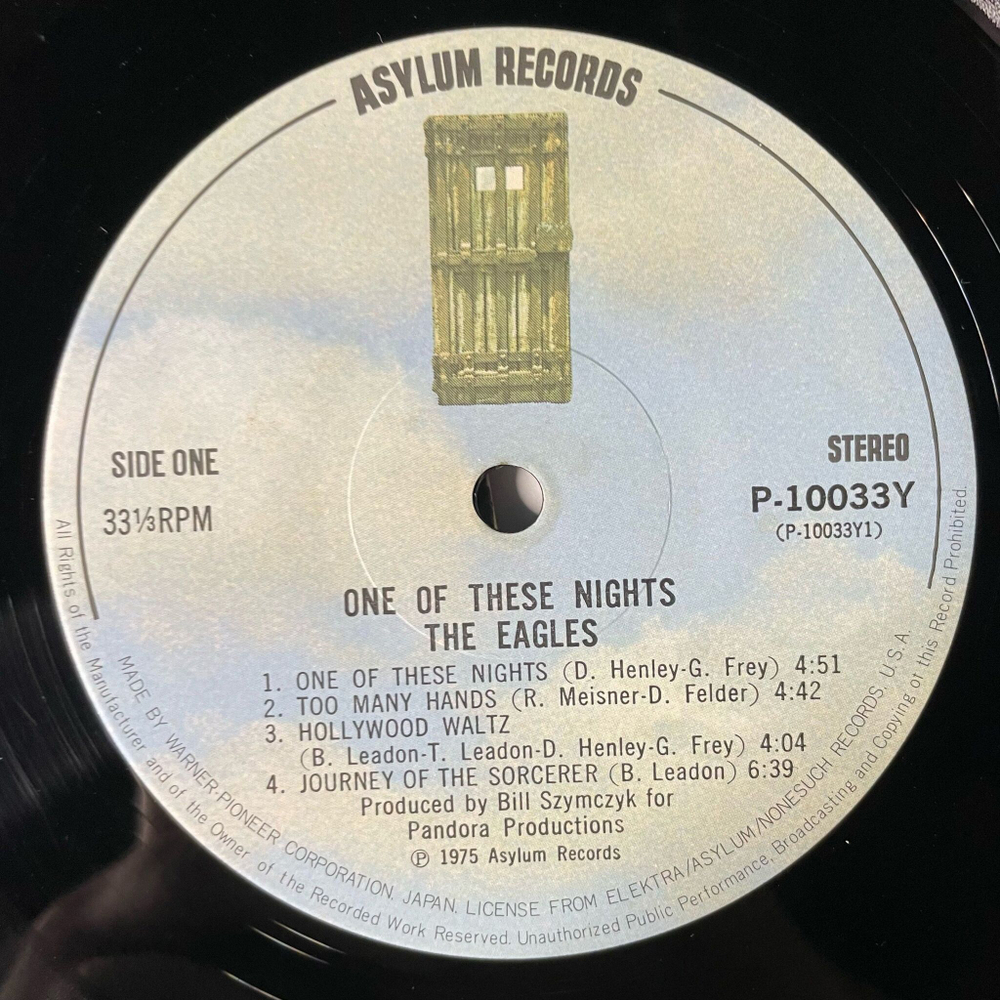 ASYLUM RECORDS
SIDE ONE
33⅓RPM
STEREO
P-10033Y
(P-10033Y1)
ONE OF THESE NIGHTS
THE EAGLES
1. ONE OF THESE NIGHTS (D. Henley-G. Frey) 4:51
2. TOO MANY HANDS (R. Meisner-D. Felder) 4:42
3. HOLLYWOOD WALTZ
(B. Leadon-T. Leadon-D. Henley-G. Frey) 4:04
4. JOURNEY OF THE SORCERER (B. Leadon) 6:39
Produced by Bill Szymczyk for
Pandora Productions
℗ 1975 Asylum Records
MADE BY WARNER-PIONEER CORPORATION. JAPAN. LICENSE FROM ELEKTRA/ASYLUM/NONESUCH RECORDS. U.S.A.
All Rights of the Manufacturer and of the Owner of the Recorded Work Reserved. Unauthorized Public Performance, Broadcasting and Copying of this Record Prohibited.